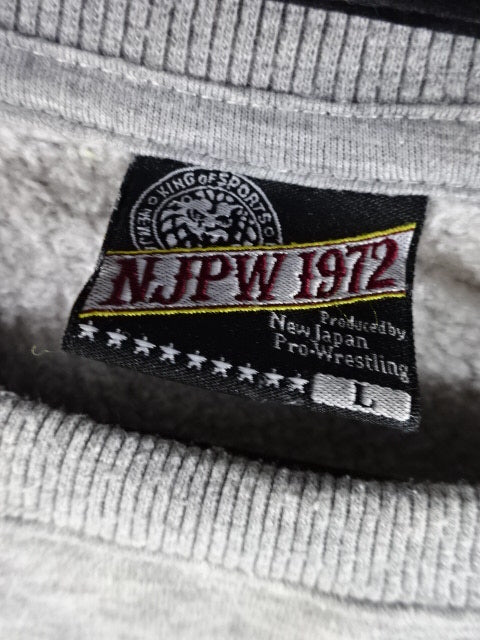 KING OF SPORTS
NJPW 1972
Produced by
New Japan
Pro-Wrestling
L